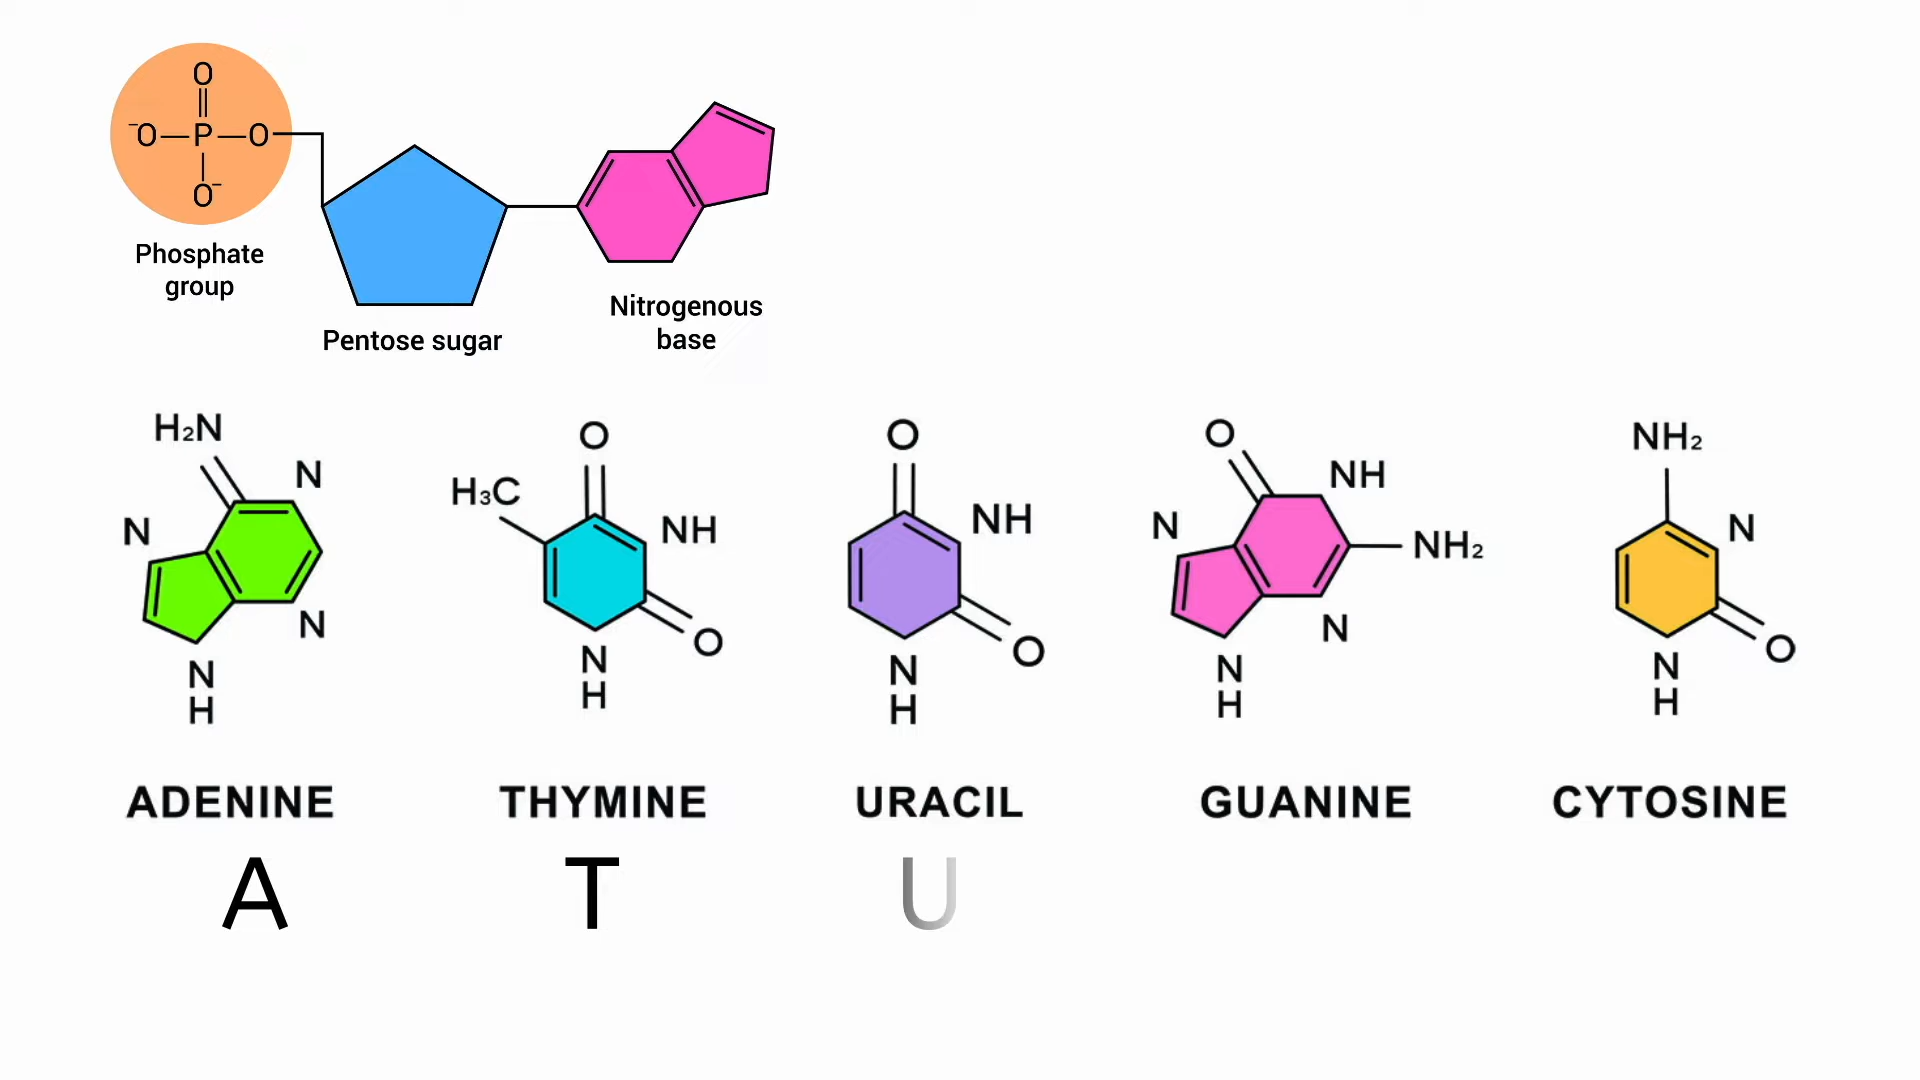 O
⁻O—P—O
O⁻
Phosphate
group
Pentose sugar
Nitrogenous
base
H₂N
N
N
N
N
H
ADENINE
A
O
H₃C
NH
O
N
H
THYMINE
T
O
NH
O
N
H
URACIL
U
O
NH
N
NH₂
N
N
H
GUANINE
NH₂
N
O
N
H
CYTOSINE